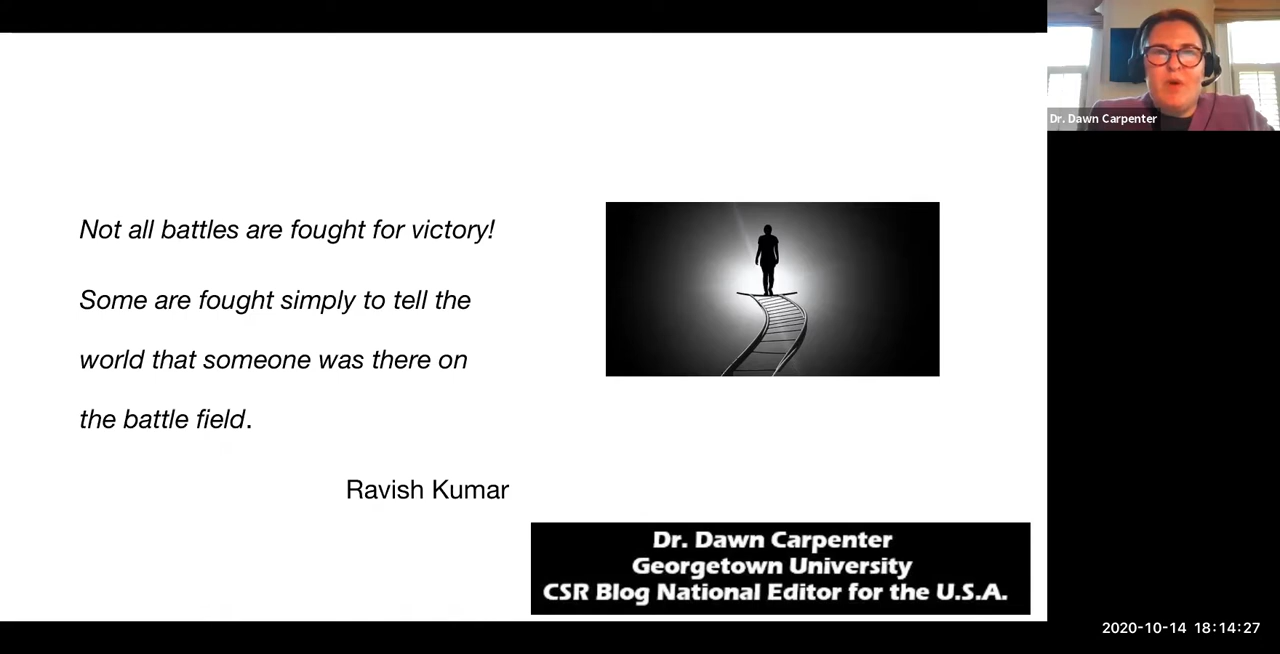 Dr. Dawn Carpenter
Not all battles are fought for victory!
Some are fought simply to tell the
world that someone was there on
the battle field.
Ravish Kumar
Dr. Dawn Carpenter
Georgetown University
CSR Blog National Editor for the U.S.A.
2020-10-14 18:14:27